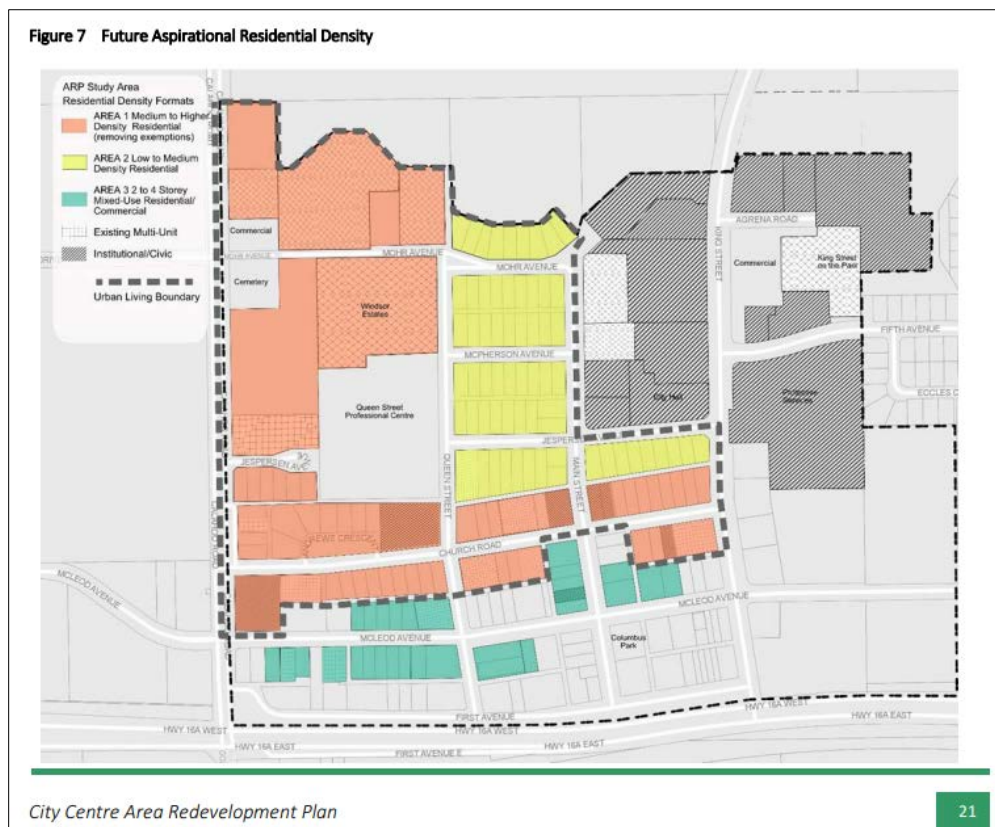 Figure 7 Future Aspirational Residential Density
ARP Study Area
Residential Density Formats
AREA 1 Medium to Higher
Density Residential
(removing exemptions)
AREA 2 Low to Medium
Density Residential
AREA 3 2 to 4 Storey
Mixed-Use Residential/
Commercial
Existing Multi-Unit
Institutional/Civic
Urban Living Boundary
Commercial
MOHR AVENUE
MOHR AVENUE
MOHR AVENUE
Cemetery
Windsor
Estates
MCPHERSON AVENUE
Queen Street
Professional Centre
JESPERSEN AVE
JESPERSEN
QUEEN STREET
MAIN STREET
KING STREET
City Hall
AGRENA ROAD
Commercial
King Street
on the Park
FIFTH AVENUE
ECCLES C
Protective
Services
CHURCH ROAD
MCLEOD AVENUE
MCLEOD AVENUE
MCLEOD AVENUE
Columbus
Park
FIRST AVENUE
HWY 16A WEST
HWY 16A WEST
HWY 16A WEST
HWY 16A EAST
HWY 16A EAST
HWY 16A EAST
FIRST AVENUE E
City Centre Area Redevelopment Plan
21